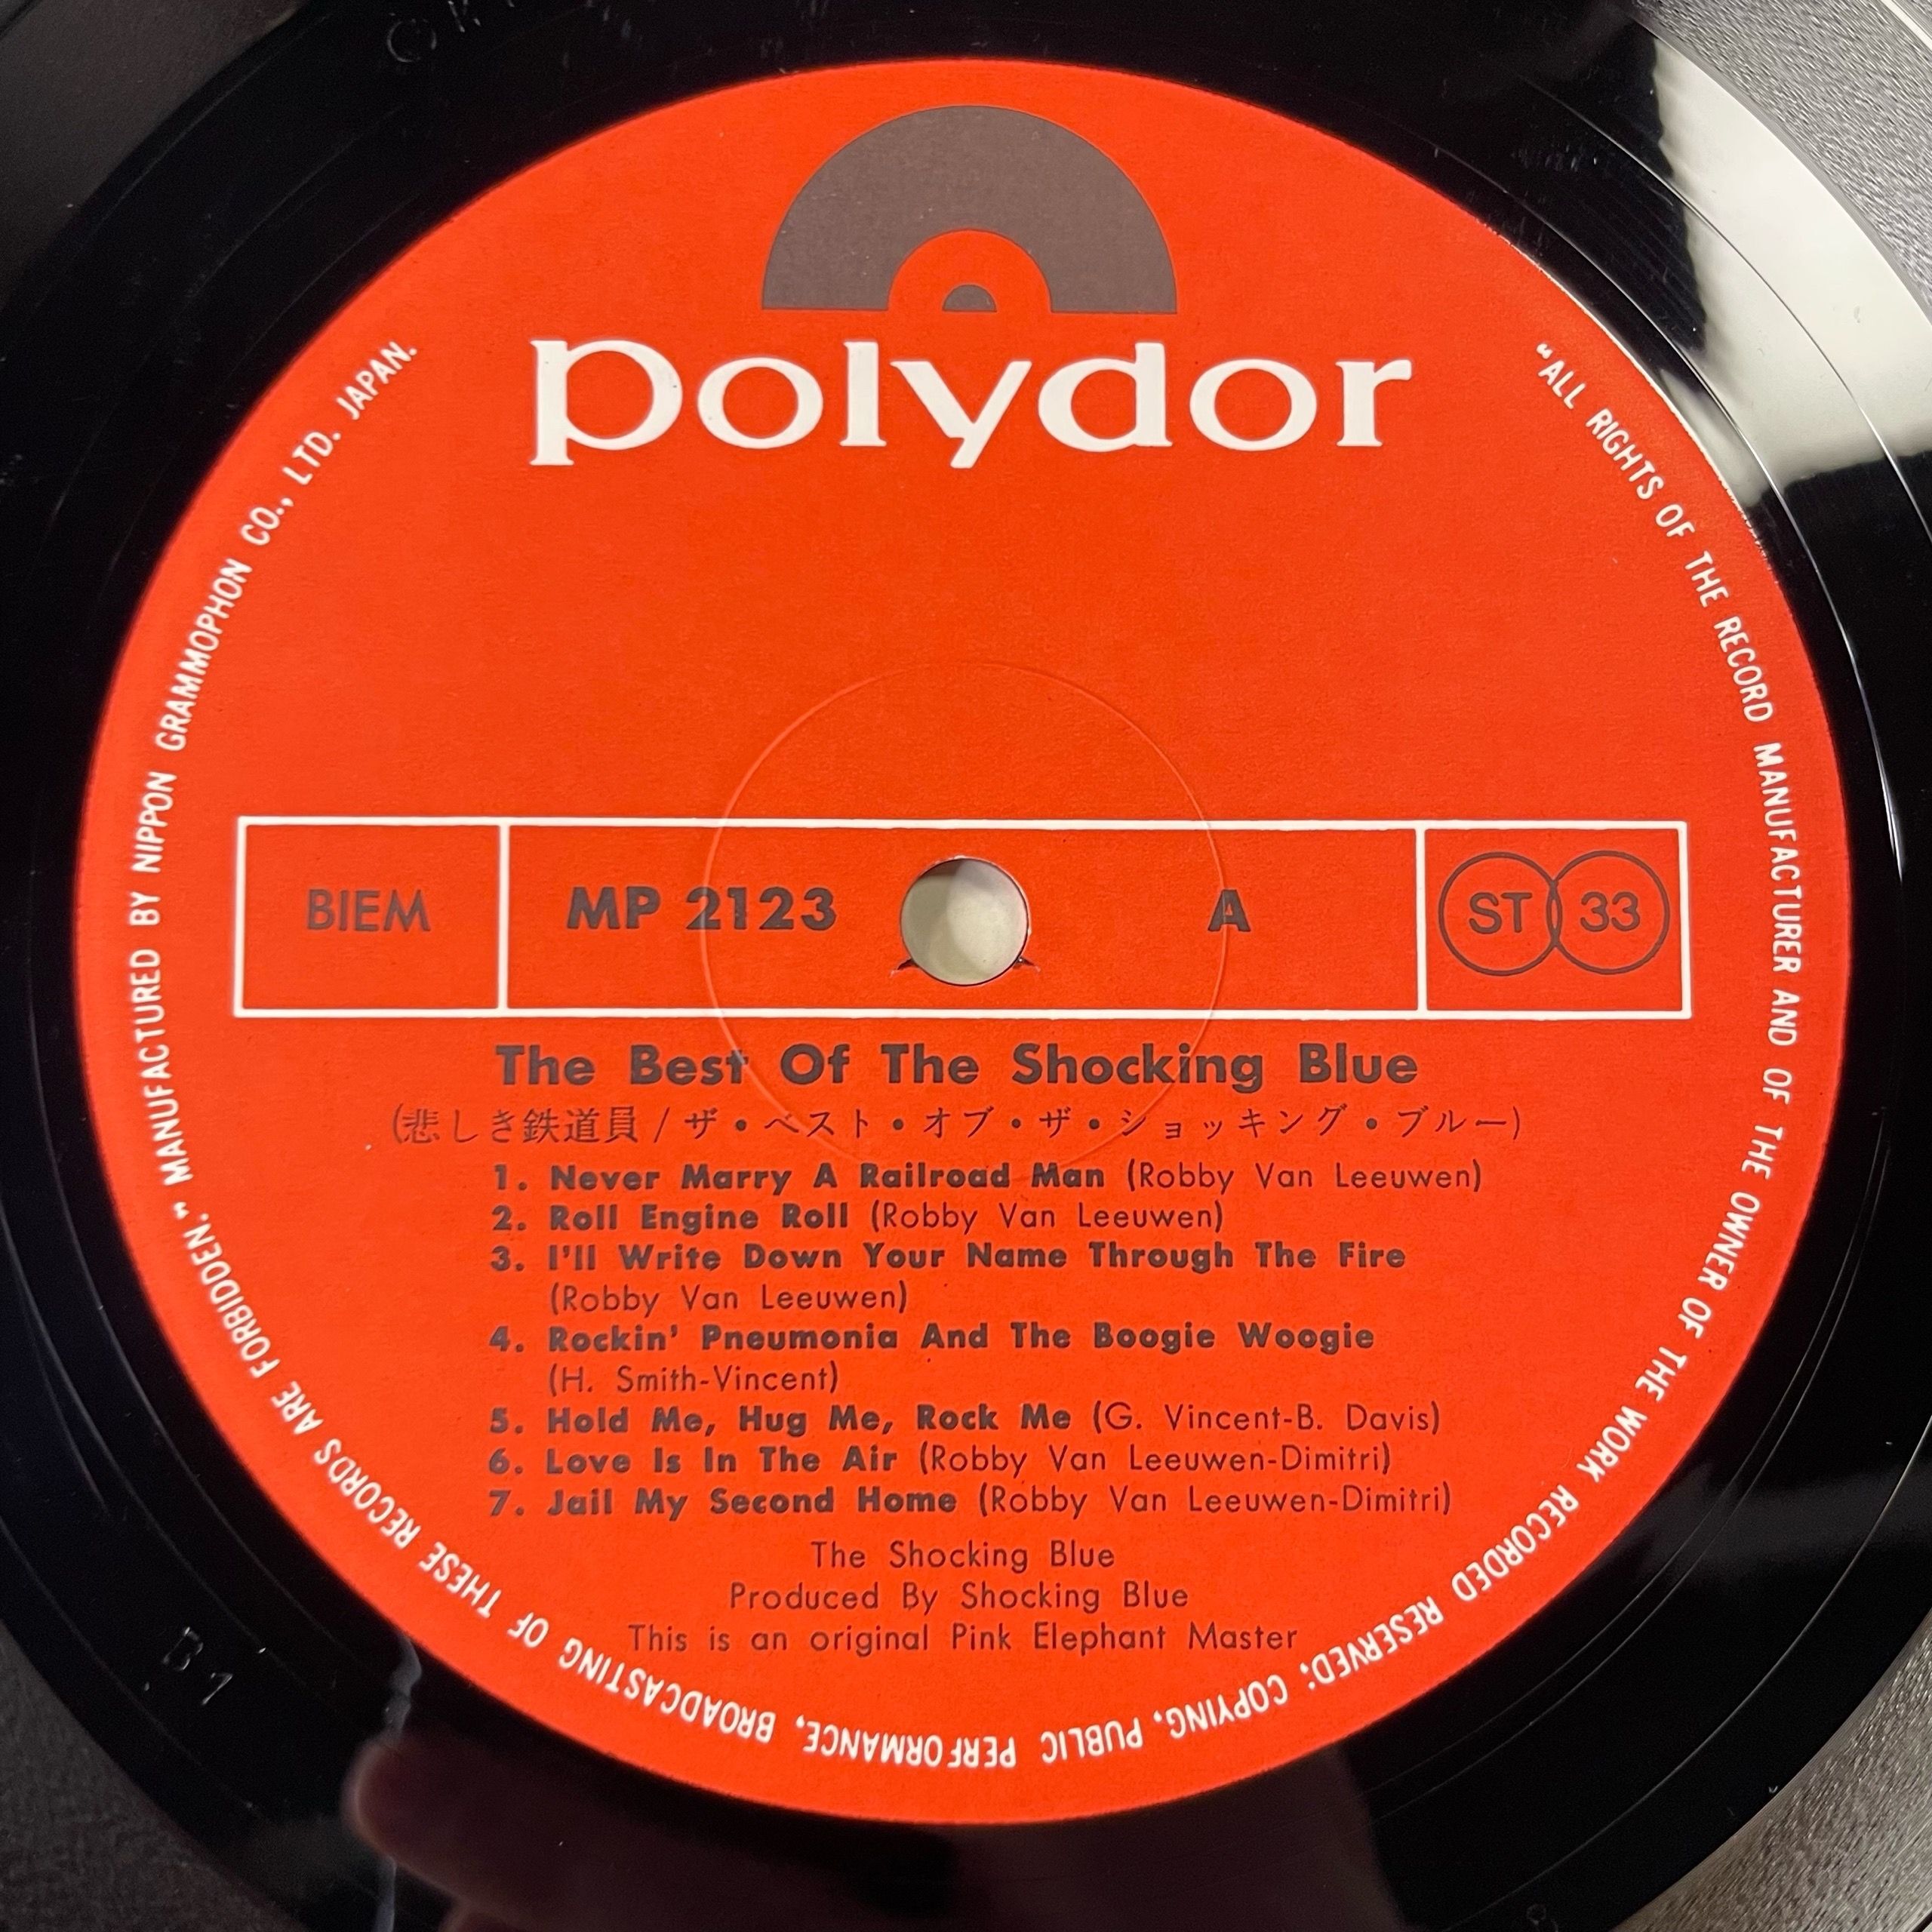 polydor
"ALL RIGHTS OF THE RECORD MANUFACTURER AND OF THE OWNER OF THE WORK RECORDED RESERVED; COPYING, PUBLIC PERFORMANCE, BROADCASTING OF THESE RECORDS ARE FORBIDDEN." MANUFACTURED BY NIPPON GRAMMOPHON CO., LTD. JAPAN.
BIEM MP 2123 A ST 33
The Best Of The Shocking Blue
(悲しき鉄道員/ザ・ベスト・オブ・ザ・ショッキング・ブルー)
1. Never Marry A Railroad Man (Robby Van Leeuwen)
2. Roll Engine Roll (Robby Van Leeuwen)
3. I'll Write Down Your Name Through The Fire
(Robby Van Leeuwen)
4. Rockin' Pneumonia And The Boogie Woogie
(H. Smith-Vincent)
5. Hold Me, Hug Me, Rock Me (G. Vincent-B. Davis)
6. Love Is In The Air (Robby Van Leeuwen-Dimitri)
7. Jail My Second Home (Robby Van Leeuwen-Dimitri)
The Shocking Blue
Produced By Shocking Blue
This is an original Pink Elephant Master
B1